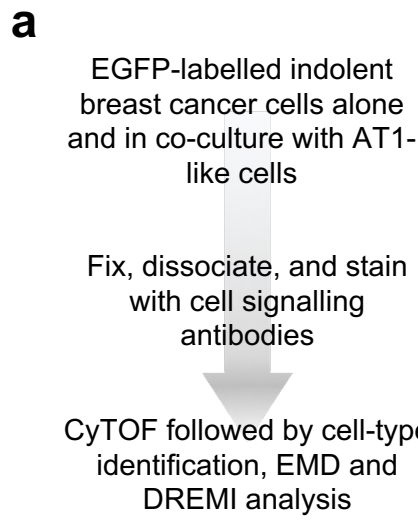 a
EGFP-labelled indolent
breast cancer cells alone
and in co-culture with AT1-
like cells
Fix, dissociate, and stain
with cell signalling
antibodies
CyTOF followed by cell-type
identification, EMD and
DREMI analysis